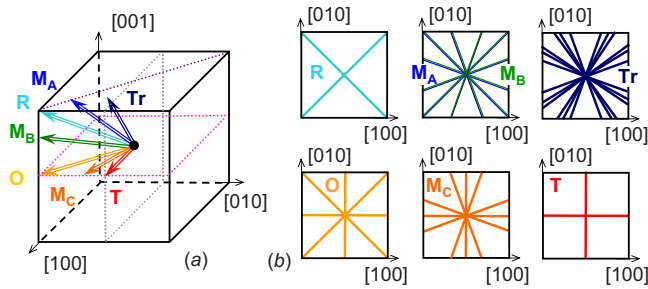 [001]
M_A
R
Tr
M_B
O
M_C
T
[010]
[100]
(a)
(b)
[010]
R
[100]
[010]
M_A
M_B
[100]
[010]
Tr
[100]
[010]
O
[100]
[010]
M_C
[100]
[010]
T
[100]